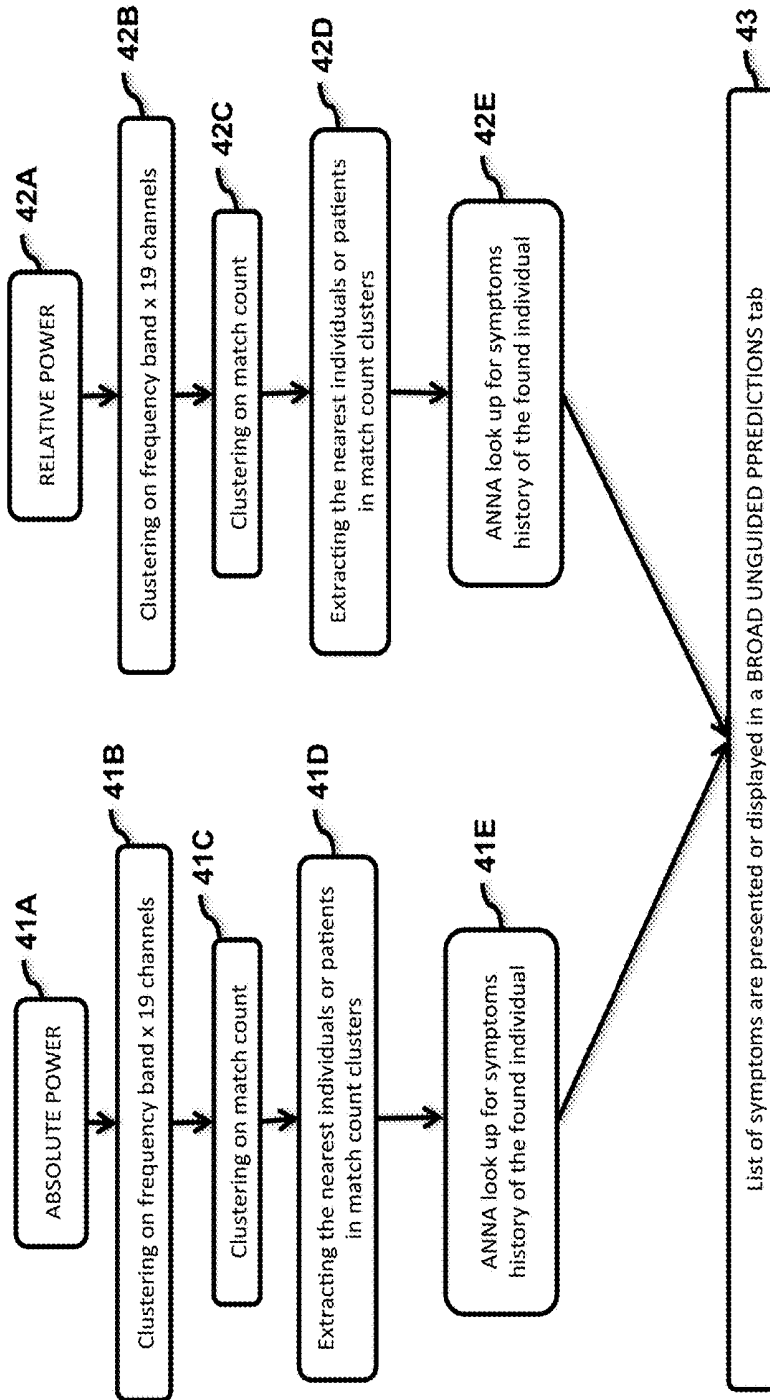 41A
ABSOLUTE POWER
41B
Clustering on frequency band x 19 channels
41C
Clustering on match count
41D
Extracting the nearest individuals or patients
in match count clusters
41E
ANNA look up for symptoms
history of the found individual
42A
RELATIVE POWER
42B
Clustering on frequency band x 19 channels
42C
Clustering on match count
42D
Extracting the nearest individuals or patients
in match count clusters
42E
ANNA look up for symptoms
history of the found individual
43
List of symptoms are presented or displayed in a BROAD UNGUIDED PPREDICTIONS tab